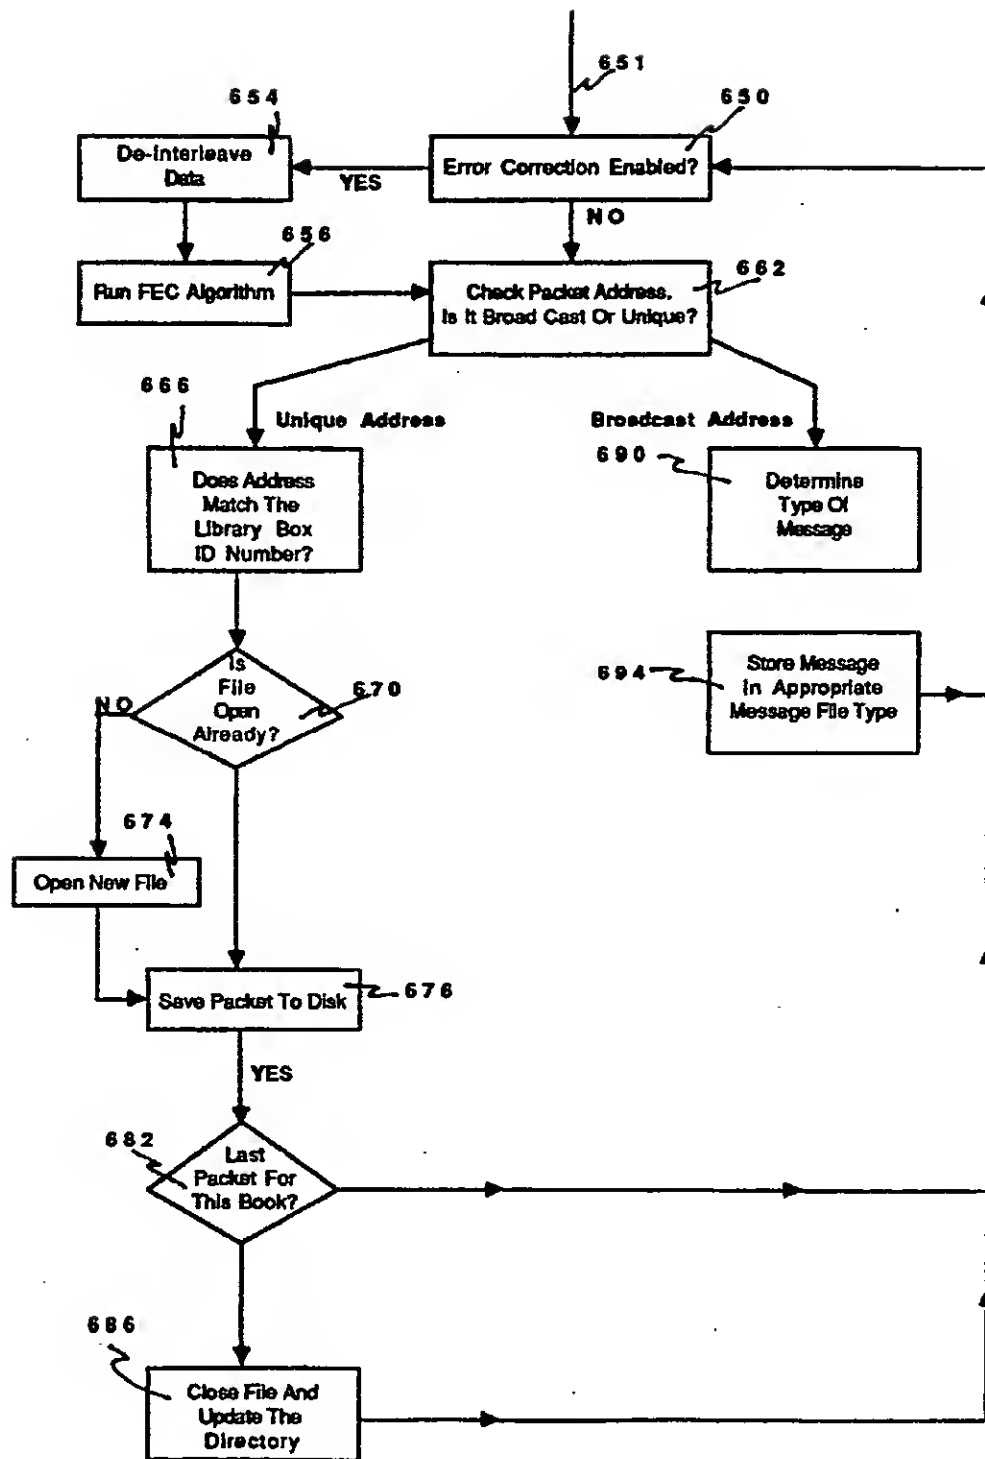 651
654
650
De-Interleave
Data
YES
Error Correction Enabled?
NO
656
662
Run FEC Algorithm
Check Packet Address.
Is It Broad Cast Or Unique?
666
Unique Address
Broadcast Address
690
Does Address
Match The
Library Box
ID Number?
Determine
Type Of
Message
Is
File
Open
Already?
670
NO
694
Store Message
In Appropriate
Message File Type
674
Open New File
Save Packet To Disk
676
YES
682
Last
Packet For
This Book?
686
Close File And
Update The
Directory